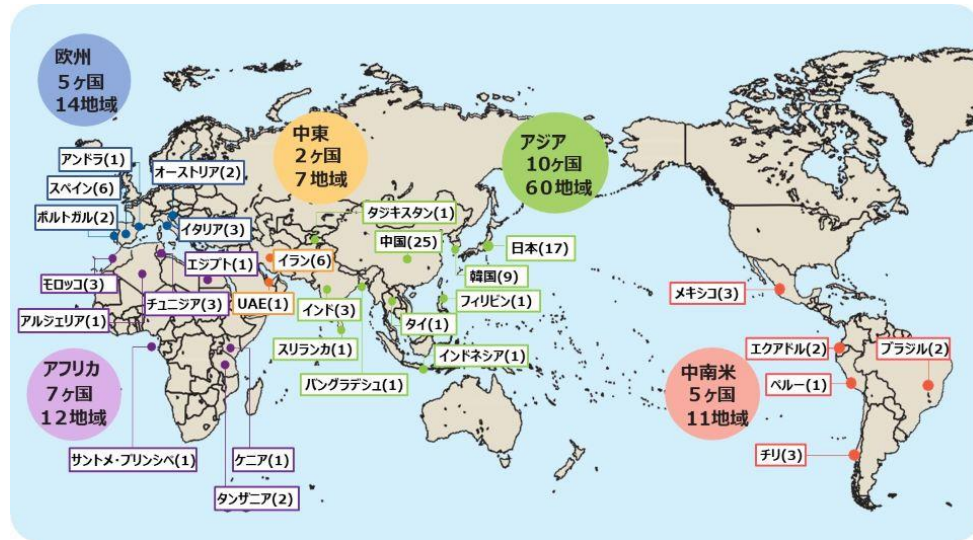 欧州
5ヶ国
14地域
アンドラ(1)
スペイン(6)
ポルトガル(2)
オーストリア(2)
イタリア(3)
中東
2ヶ国
7地域
イラン(6)
UAE(1)
アジア
10ヶ国
60地域
タジキスタン(1)
中国(25)
日本(17)
韓国(9)
フィリピン(1)
インド(3)
タイ(1)
スリランカ(1)
インドネシア(1)
バングラデシュ(1)
アフリカ
7ヶ国
12地域
エジプト(1)
モロッコ(3)
チュニジア(3)
アルジェリア(1)
サントメ・プリンシペ(1)
ケニア(1)
タンザニア(2)
中南米
5ヶ国
11地域
メキシコ(3)
エクアドル(2)
ブラジル(2)
ペルー(1)
チリ(3)